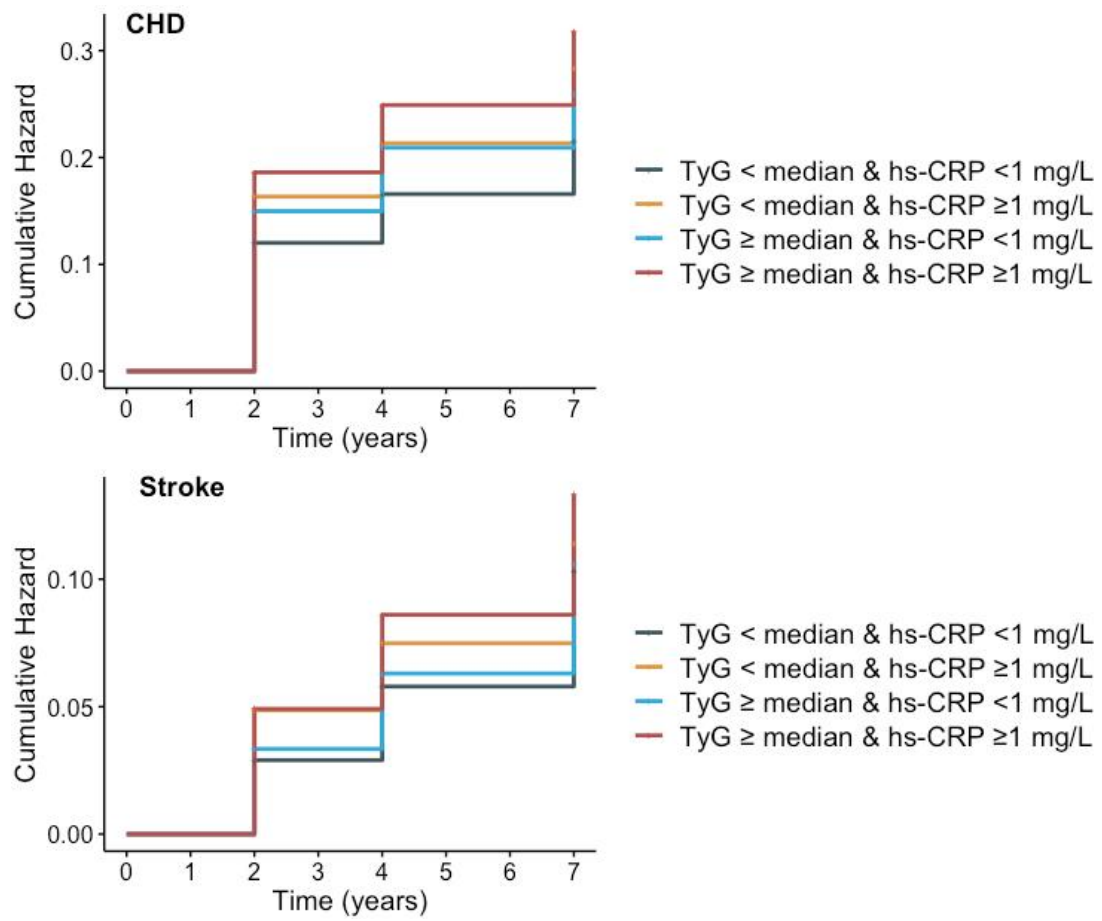 CHD
Cumulative Hazard
0.3
0.2
0.1
0.0
0 1 2 3 4 5 6 7
Time (years)
TyG < median & hs-CRP <1 mg/L
TyG < median & hs-CRP ≥1 mg/L
TyG ≥ median & hs-CRP <1 mg/L
TyG ≥ median & hs-CRP ≥1 mg/L
Stroke
Cumulative Hazard
0.10
0.05
0.00
0 1 2 3 4 5 6 7
Time (years)
TyG < median & hs-CRP <1 mg/L
TyG < median & hs-CRP ≥1 mg/L
TyG ≥ median & hs-CRP <1 mg/L
TyG ≥ median & hs-CRP ≥1 mg/L